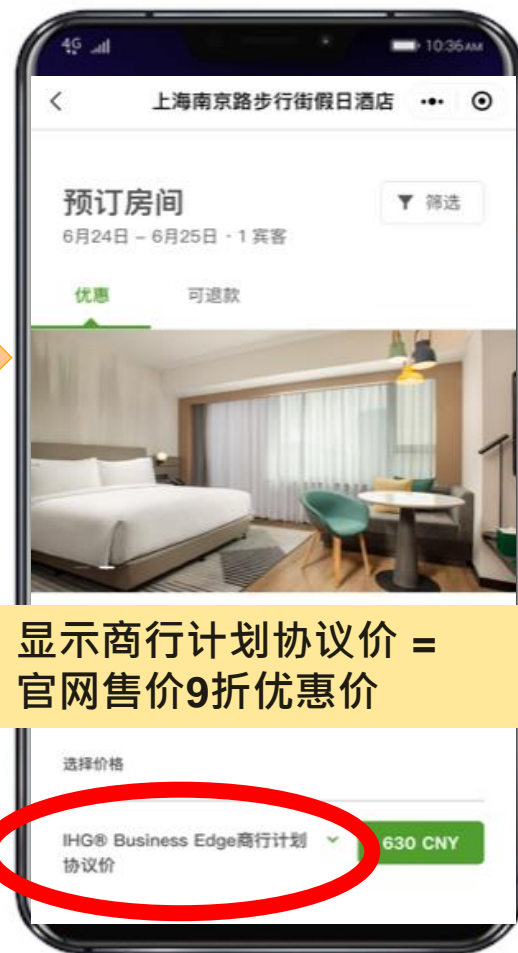 4G 10:36AM
上海南京路步行街假日酒店
预订房间
筛选
6月24日 – 6月25日 · 1 宾客
优惠 可退款
显示商行计划协议价 =
官网售价9折优惠价
选择价格
IHG® Business Edge商行计划
协议价
630 CNY